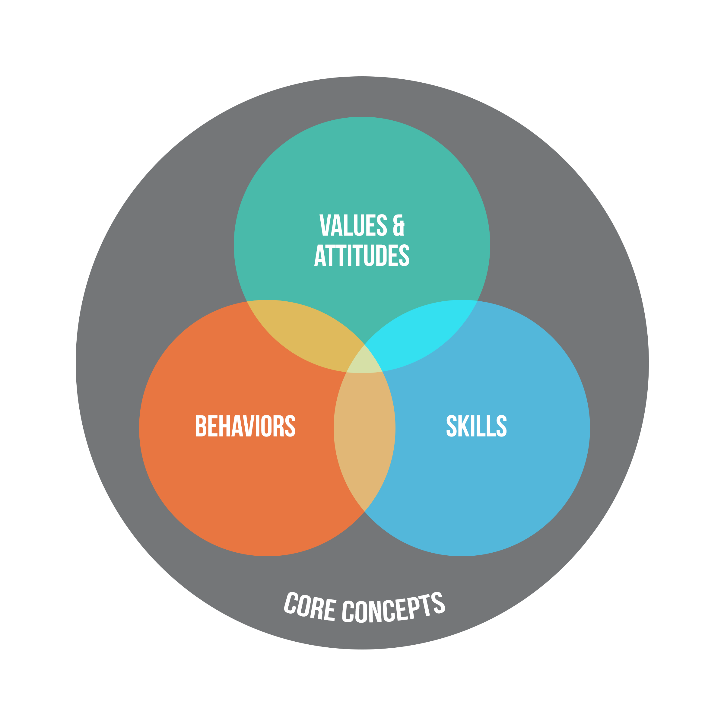 VALUES &
ATTITUDES
BEHAVIORS
SKILLS
CORE CONCEPTS